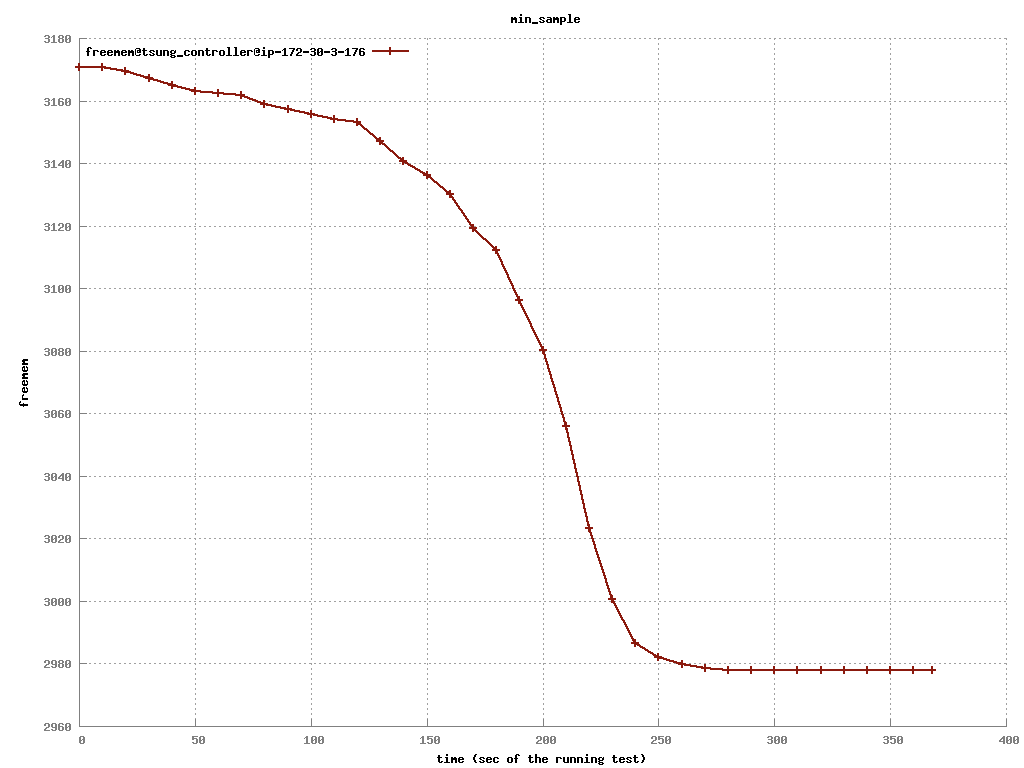 min_sample
freemem@tsung_controller@ip-172-30-3-176
3180
3160
3140
3120
3100
3080
3060
3040
3020
3000
2980
2960
freemem
0 50 100 150 200 250 300 350 400
time (sec of the running test)